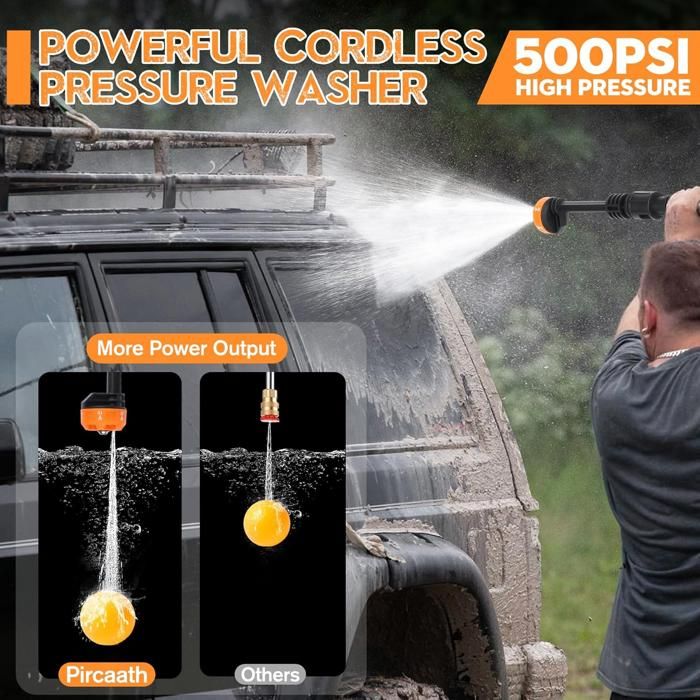 POWERFUL CORDLESS
PRESSURE WASHER
500PSI
HIGH PRESSURE
More Power Output
Pircaath
Others